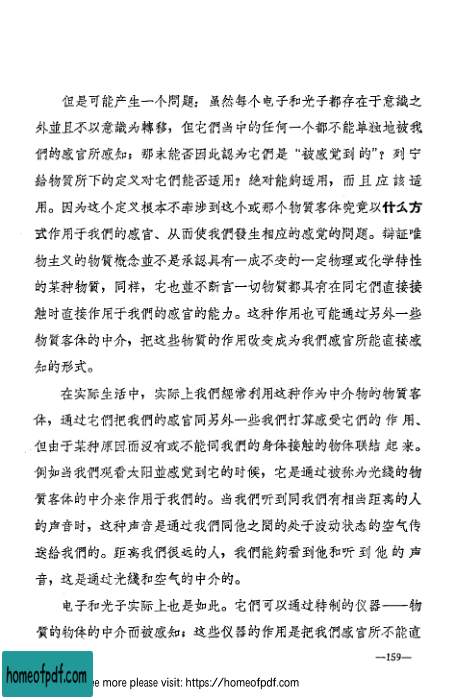 但是可能产生一个問題：虽然每个电子和光子都存在于意識之
外並且不以意識为轉移，但它們当中的任何一个都不能单独地被我
們的感官所感知；那末能否因此認为它們是“被感覚到的”？列宁
給物質所下的定义对它們能否适用？絶对能夠适用，而且应該适
用。因为这个定义根本不牽涉到这个或那个物質客体究竟以什么方
式作用于我們的感官、从而使我們發生相应的感覚的問題。辯証唯
物主义的物質概念並不是承認具有一成不变的一定物理或化学特性
的某种物質，同样，它也並不断言一切物質都具有在同它們直接接
触时直接作用于我們的感官的能力。这种作用也可能通过另外一些
物質客体的中介，把这些物質的作用改变成为我們感官所能直接感
知的形式。
在实际生活中，实际上我們經常利用这种作为中介物的物質客
体，通过它們把我們的感官同另外一些我們打算感受它們的作用、
但由于某种原因而沒有或不能同我們的身体接触的物体联結起来。
例如当我們观看太阳並感覚到它的时候，它是通过被称为光綫的物
質客体的中介来作用于我們的。当我們听到同我們有相当距离的人
的声音时，这种声音是通过我們同他之間的处于波动状态的空气传
送給我們的。距离我們很远的人，我們能夠看到他和听到他的声
音，这是通过光綫和空气的中介的。
电子和光子实际上也是如此。它們可以通过特制的仪器——物
質的物体的中介而被感知；这些仪器的作用是把我們感官所不能直
—159—
homeofpdf.com
ee more please visit: https://homeofpdf.com